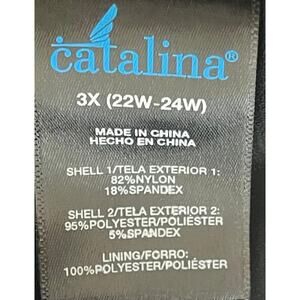 catalina®
3X (22W-24W)
MADE IN CHINA
HECHO EN CHINA
SHELL 1/TELA EXTERIOR 1:
82%NYLON
18%SPANDEX
SHELL 2/TELA EXTERIOR 2:
95%POLYESTER/POLIÉSTER
5%SPANDEX
LINING/FORRO:
100%POLYESTER/POLIÉSTER